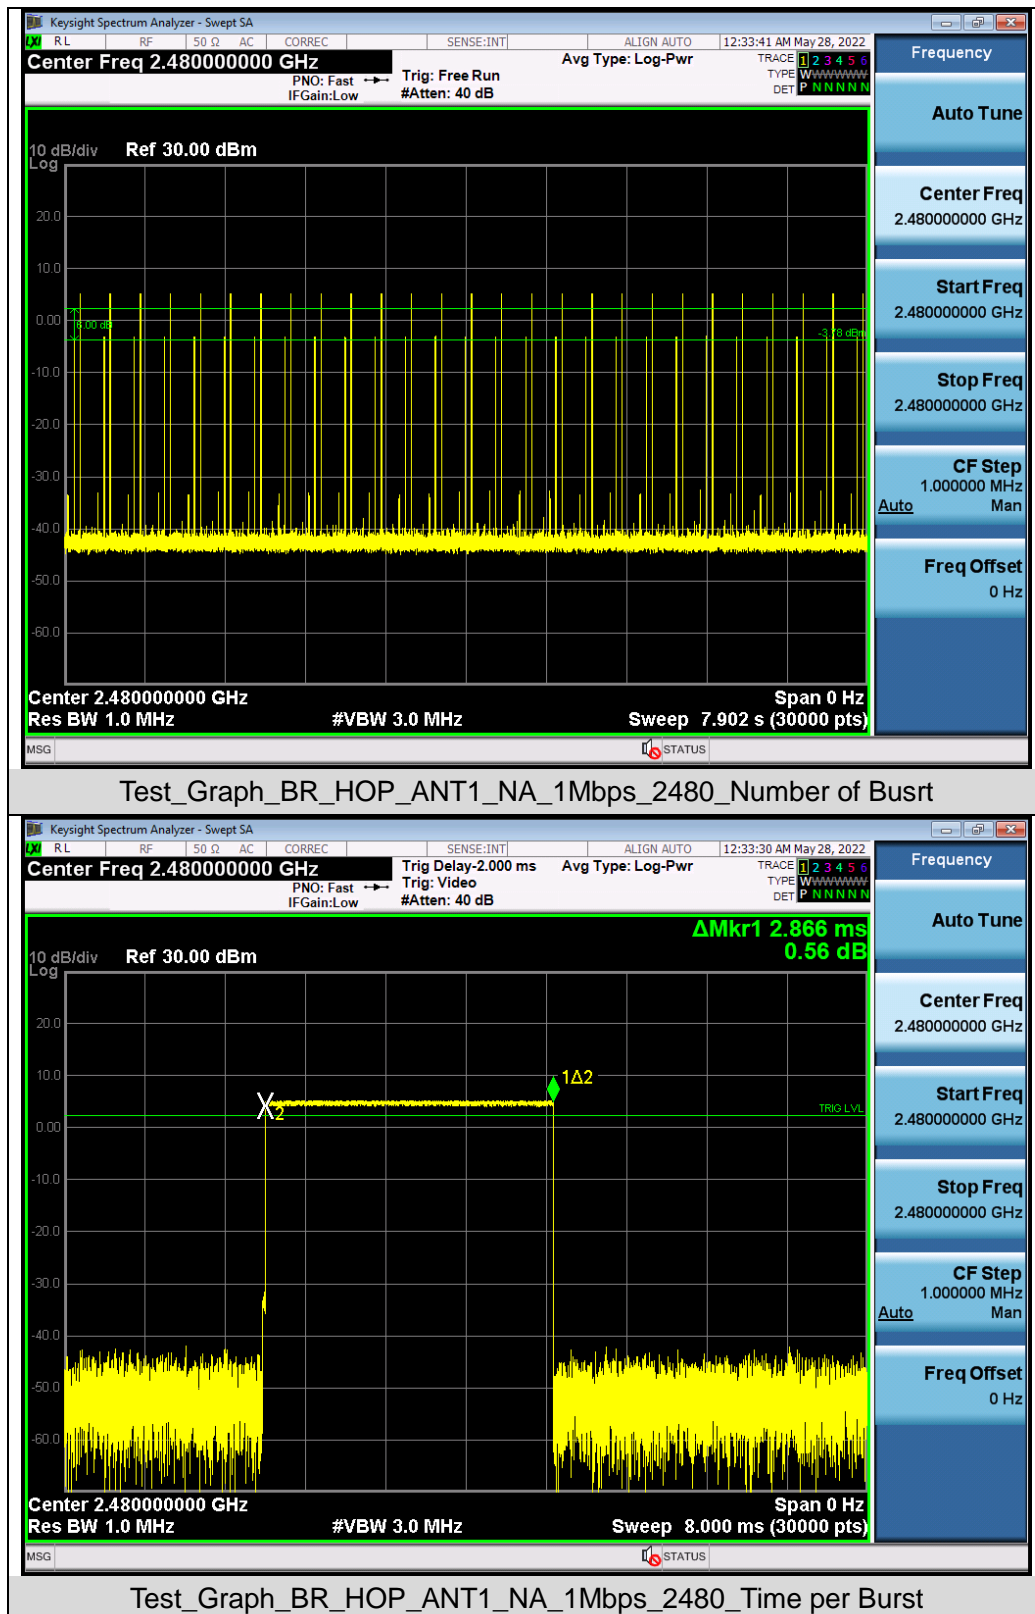 Keysight Spectrum Analyzer - Swept SA
LXI RL RF 50 Ω AC CORREC SENSE:INT ALIGN AUTO 12:33:41 AM May 28, 2022
Center Freq 2.480000000 GHz
PNO: Fast
IFGain:Low
Trig: Free Run
#Atten: 40 dB
Avg Type: Log-Pwr
TRACE 1 2 3 4 5 6
TYPE WWWWWW
DET P N N N N N
Frequency
Auto Tune
10 dB/div Ref 30.00 dBm
Log
Center Freq
2.480000000 GHz
20.0
10.0
Start Freq
2.480000000 GHz
0.00
6.00 dB
-3.78 dBm
-10.0
Stop Freq
2.480000000 GHz
-20.0
-30.0
CF Step
1.000000 MHz
Auto Man
-40.0
Freq Offset
0 Hz
-50.0
-60.0
Center 2.480000000 GHz Span 0 Hz
Res BW 1.0 MHz #VBW 3.0 MHz Sweep 7.902 s (30000 pts)
MSG STATUS
Test_Graph_BR_HOP_ANT1_NA_1Mbps_2480_Number of Busrt
Keysight Spectrum Analyzer - Swept SA
LXI RL RF 50 Ω AC CORREC SENSE:INT ALIGN AUTO 12:33:30 AM May 28, 2022
Center Freq 2.480000000 GHz
PNO: Fast
IFGain:Low
Trig Delay-2.000 ms
Trig: Video
#Atten: 40 dB
Avg Type: Log-Pwr
TRACE 1 2 3 4 5 6
TYPE WWWWWW
DET P N N N N N
Frequency
Auto Tune
ΔMkr1 2.866 ms
0.56 dB
10 dB/div Ref 30.00 dBm
Log
Center Freq
2.480000000 GHz
20.0
10.0
1Δ2
2
TRIG LVL
Start Freq
2.480000000 GHz
0.00
-10.0
Stop Freq
2.480000000 GHz
-20.0
-30.0
CF Step
1.000000 MHz
Auto Man
-40.0
Freq Offset
0 Hz
-50.0
-60.0
Center 2.480000000 GHz Span 0 Hz
Res BW 1.0 MHz #VBW 3.0 MHz Sweep 8.000 ms (30000 pts)
MSG STATUS
Test_Graph_BR_HOP_ANT1_NA_1Mbps_2480_Time per Burst